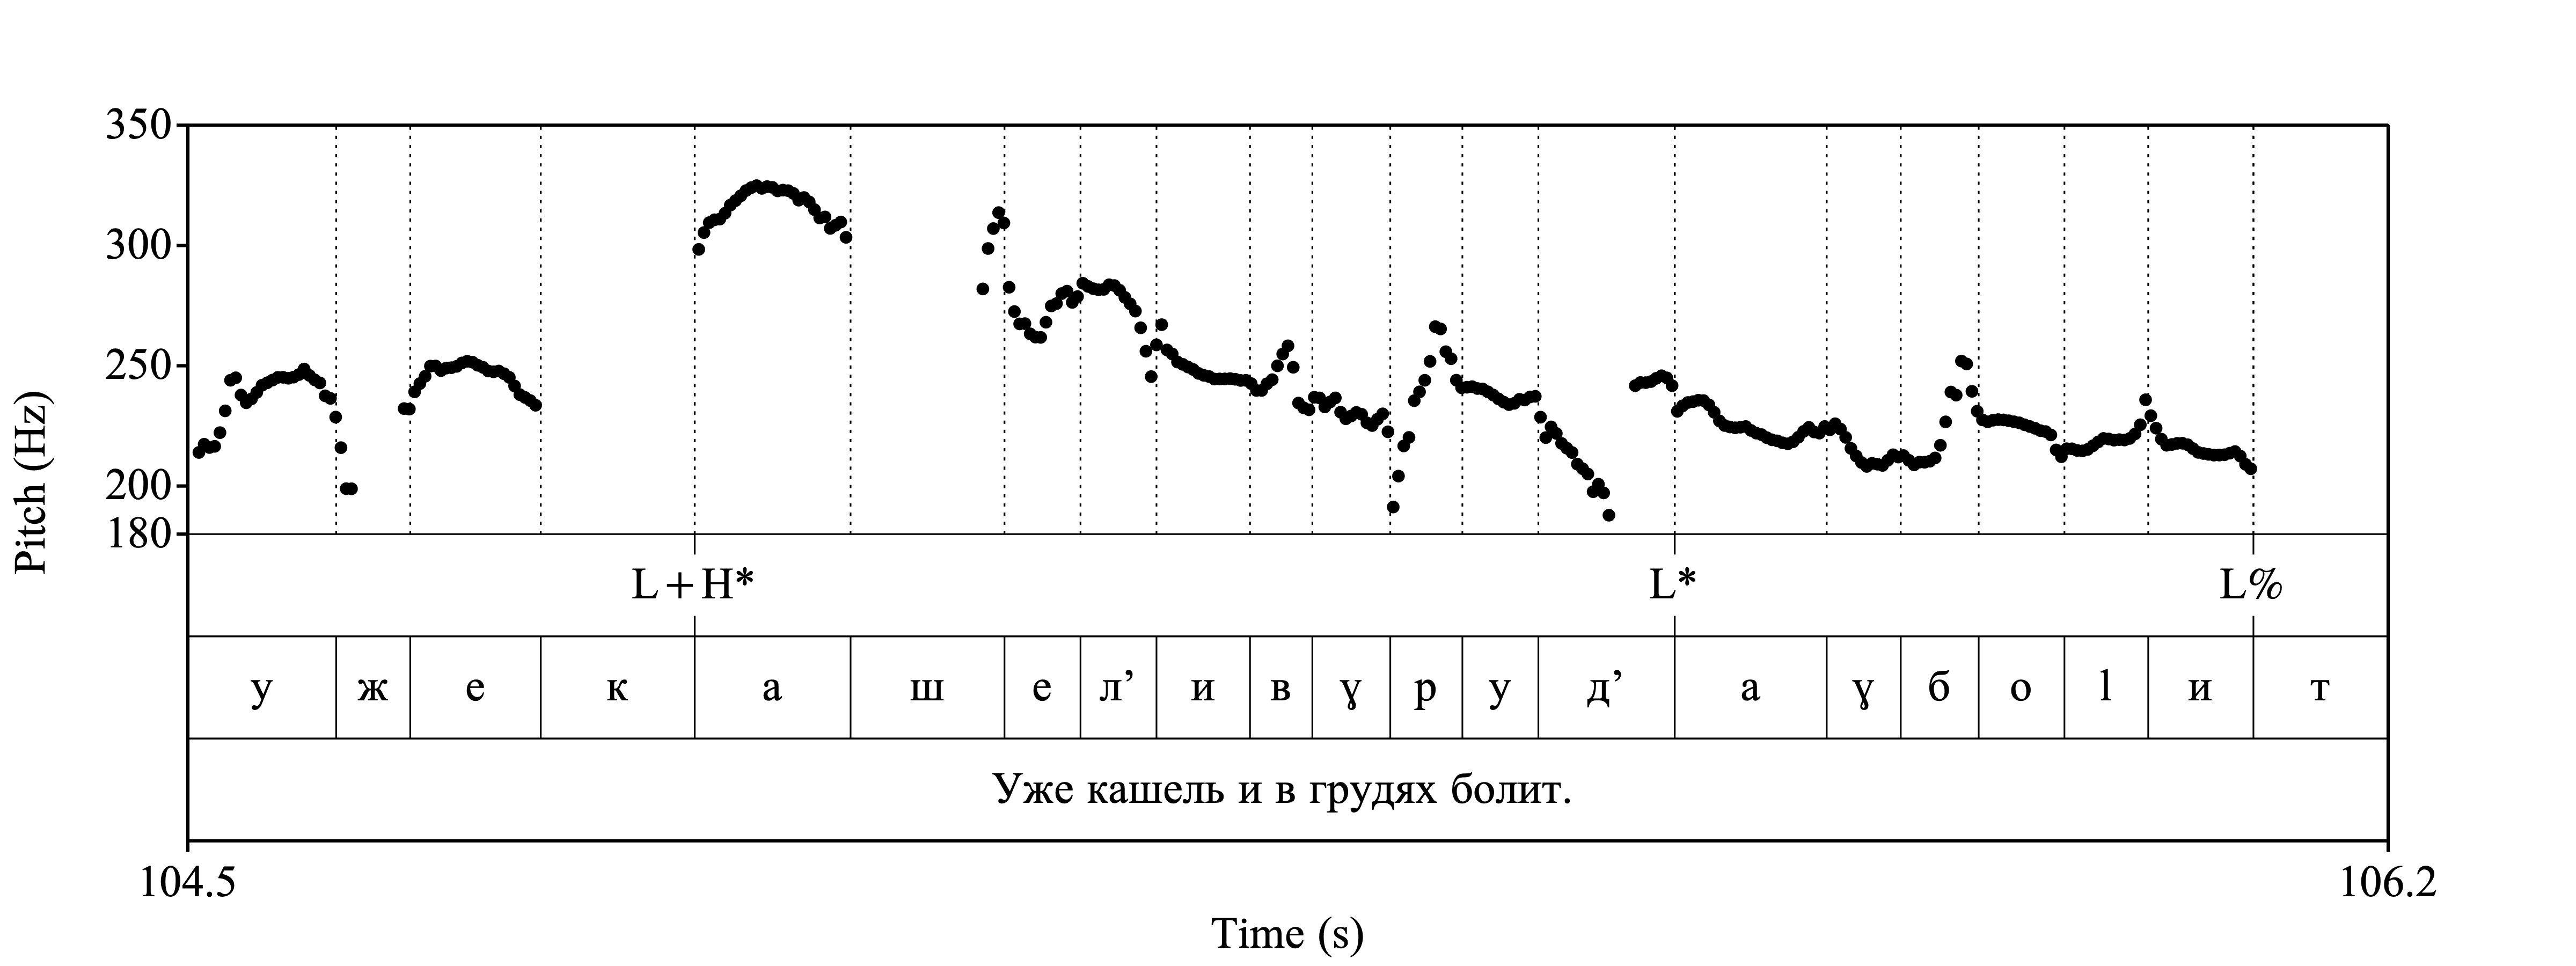 350
300
250
200
180
Pitch (Hz)
L+H* L* L%
у ж е к а ш е л’ и в ɣ р у д’ а ɣ б о l и т
Уже кашель и в грудях болит.
104.5 106.2
Time (s)